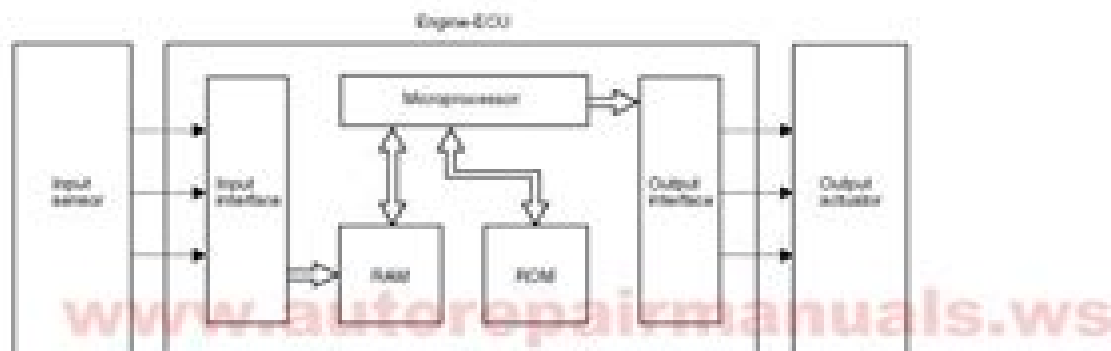 Engine-ECU
Microprocessor
Input
sensor
Input
interface
Output
interface
Output
actuator
RAM
ROM
www.autorepairmanuals.ws